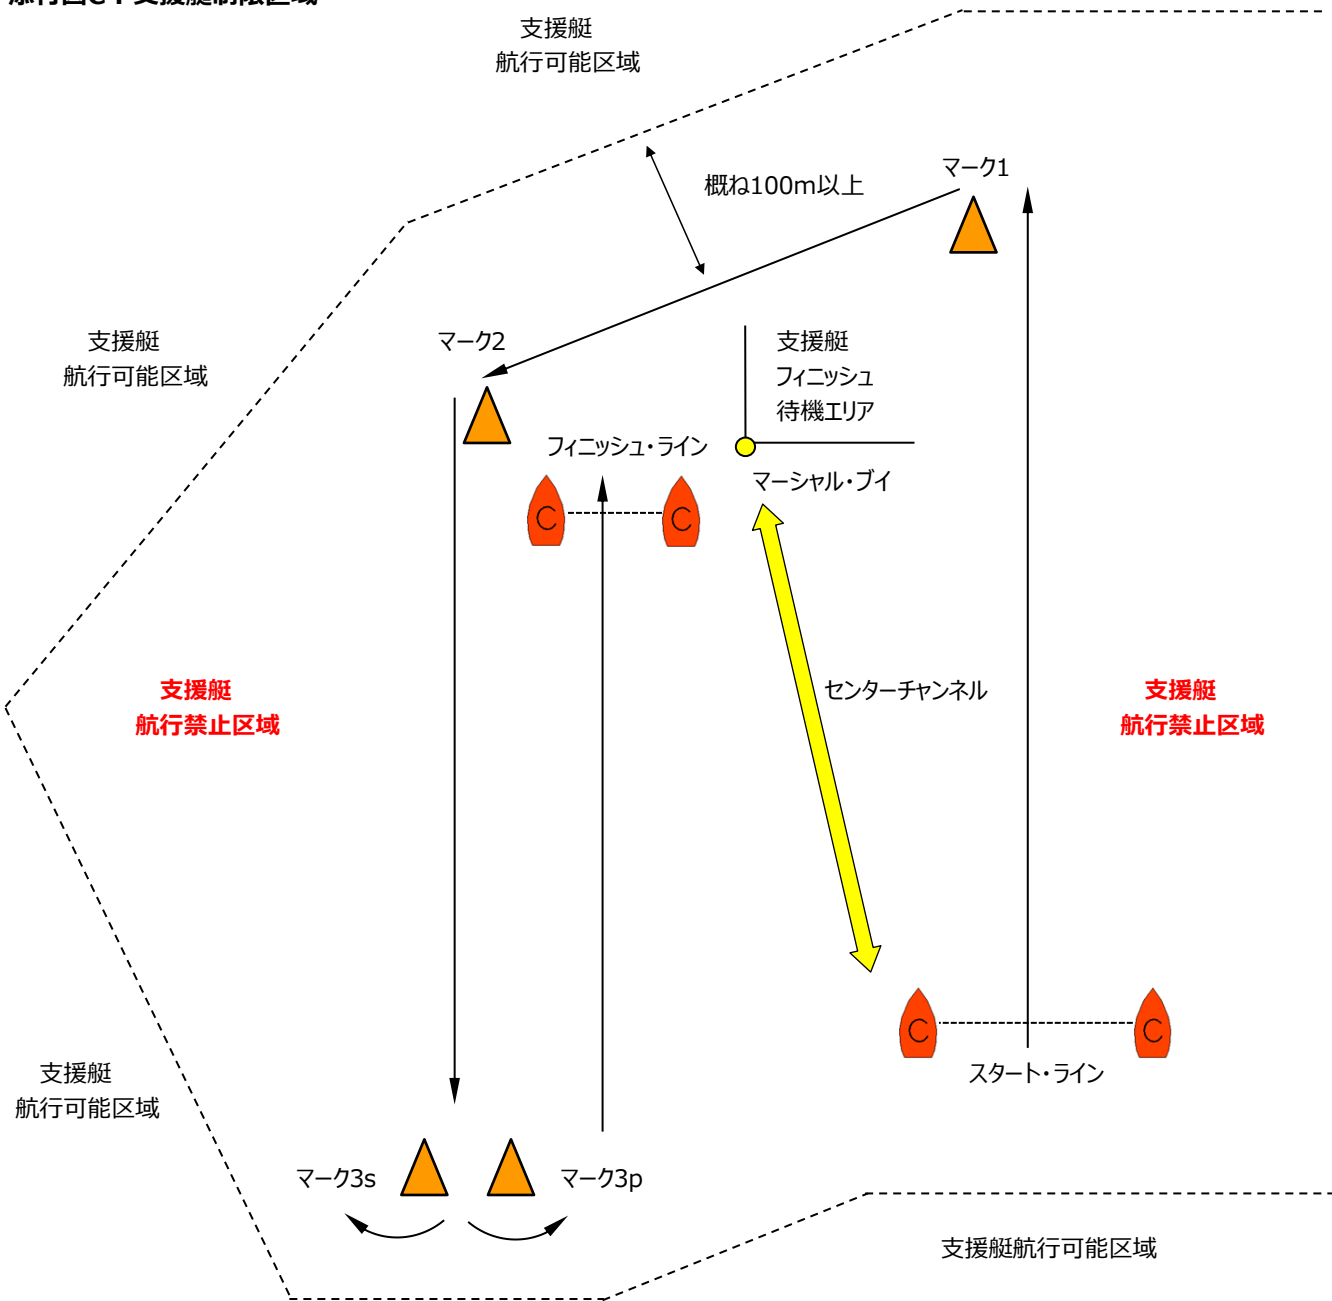 支援艇
航行可能区域
マーク1
概ね100m以上
支援艇
航行可能区域
マーク2
支援艇
フィニッシュ
待機エリア
フィニッシュ・ライン
マーシャル・ブイ
支援艇
航行禁止区域
センターチャンネル
支援艇
航行禁止区域
C
C
C
C
スタート・ライン
支援艇
航行可能区域
マーク3s
マーク3p
支援艇航行可能区域